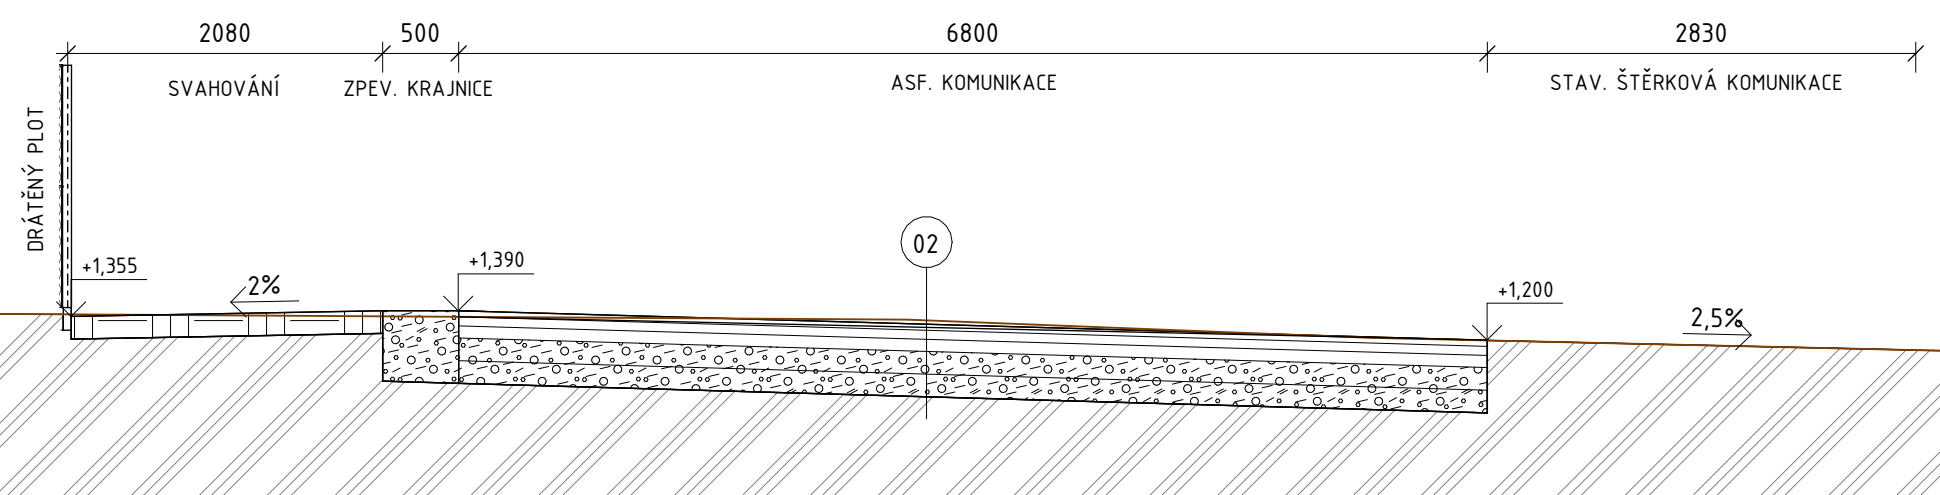 2080 500 6800 2830
SVAHOVÁNÍ ZPEV. KRAJNICE ASF. KOMUNIKACE STAV. ŠTĚRKOVÁ KOMUNIKACE
DRÁTĚNÝ PLOT
02
+1,355 +1,390 +1,200
2% 2,5%